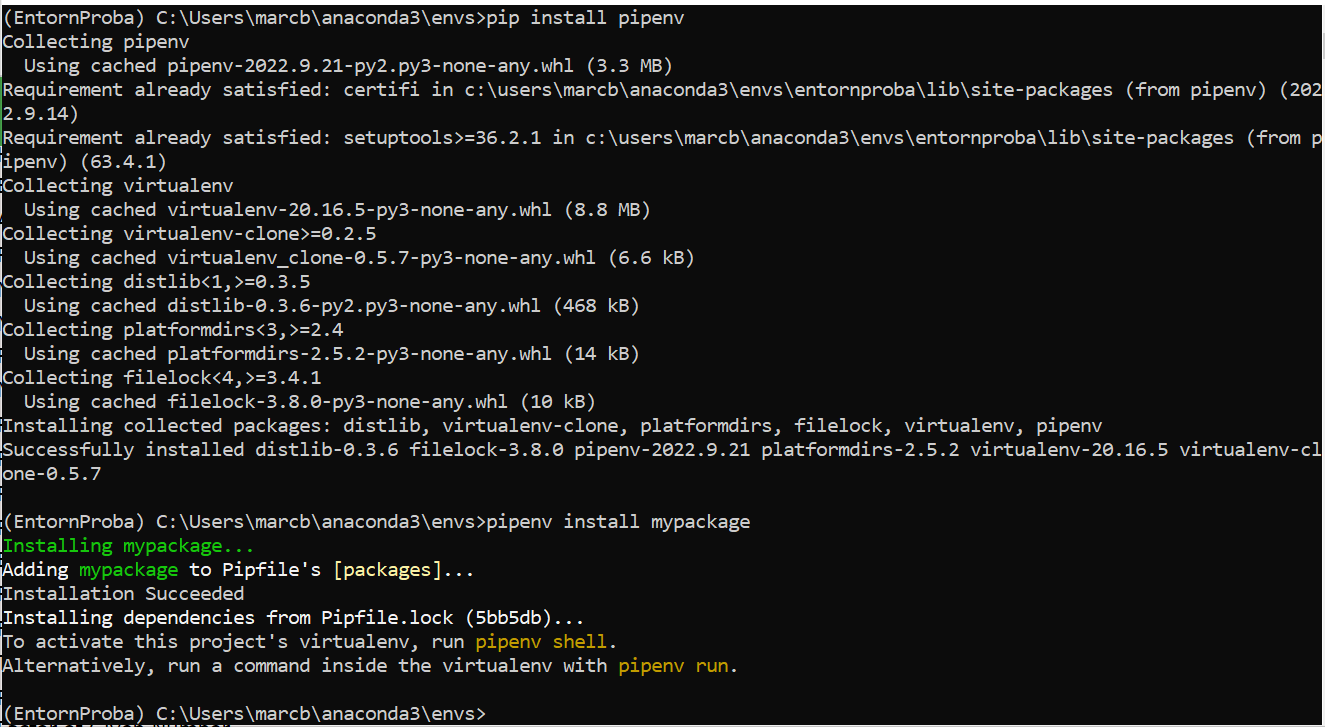 (EntornProba) C:\Users\marcb\anaconda3\envs>pip install pipenv
Collecting pipenv
  Using cached pipenv-2022.9.21-py2.py3-none-any.whl (3.3 MB)
Requirement already satisfied: certifi in c:\users\marcb\anaconda3\envs\entornproba\lib\site-packages (from pipenv) (202
2.9.14)
Requirement already satisfied: setuptools>=36.2.1 in c:\users\marcb\anaconda3\envs\entornproba\lib\site-packages (from p
ipenv) (63.4.1)
Collecting virtualenv
  Using cached virtualenv-20.16.5-py3-none-any.whl (8.8 MB)
Collecting virtualenv-clone>=0.2.5
  Using cached virtualenv_clone-0.5.7-py3-none-any.whl (6.6 kB)
Collecting distlib<1,>=0.3.5
  Using cached distlib-0.3.6-py2.py3-none-any.whl (468 kB)
Collecting platformdirs<3,>=2.4
  Using cached platformdirs-2.5.2-py3-none-any.whl (14 kB)
Collecting filelock<4,>=3.4.1
  Using cached filelock-3.8.0-py3-none-any.whl (10 kB)
Installing collected packages: distlib, virtualenv-clone, platformdirs, filelock, virtualenv, pipenv
Successfully installed distlib-0.3.6 filelock-3.8.0 pipenv-2022.9.21 platformdirs-2.5.2 virtualenv-20.16.5 virtualenv-cl
one-0.5.7
(EntornProba) C:\Users\marcb\anaconda3\envs>pipenv install mypackage
Installing mypackage...
Adding mypackage to Pipfile's [packages]...
Installation Succeeded
Installing dependencies from Pipfile.lock (5bb5db)...
To activate this project's virtualenv, run pipenv shell.
Alternatively, run a command inside the virtualenv with pipenv run.
(EntornProba) C:\Users\marcb\anaconda3\envs>